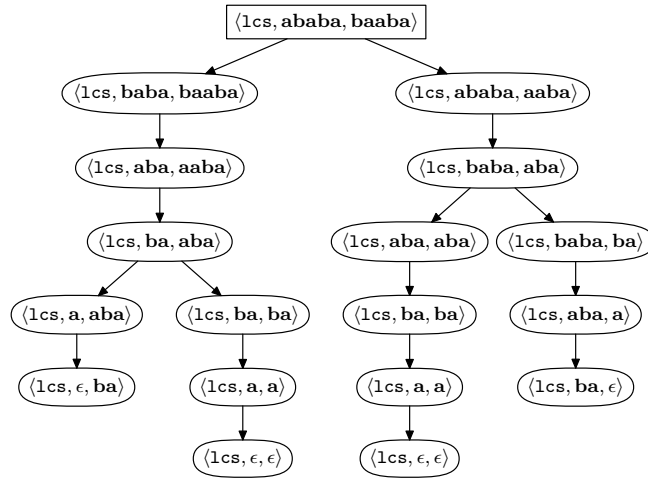 ⟨lcs, ababa, baaba⟩
⟨lcs, baba, baaba⟩ ⟨lcs, ababa, aaba⟩
⟨lcs, aba, aaba⟩ ⟨lcs, baba, aba⟩
⟨lcs, ba, aba⟩ ⟨lcs, aba, aba⟩ ⟨lcs, baba, ba⟩
⟨lcs, a, aba⟩ ⟨lcs, ba, ba⟩ ⟨lcs, ba, ba⟩ ⟨lcs, aba, a⟩
⟨lcs, ϵ, ba⟩ ⟨lcs, a, a⟩ ⟨lcs, a, a⟩ ⟨lcs, ba, ϵ⟩
⟨lcs, ϵ, ϵ⟩ ⟨lcs, ϵ, ϵ⟩